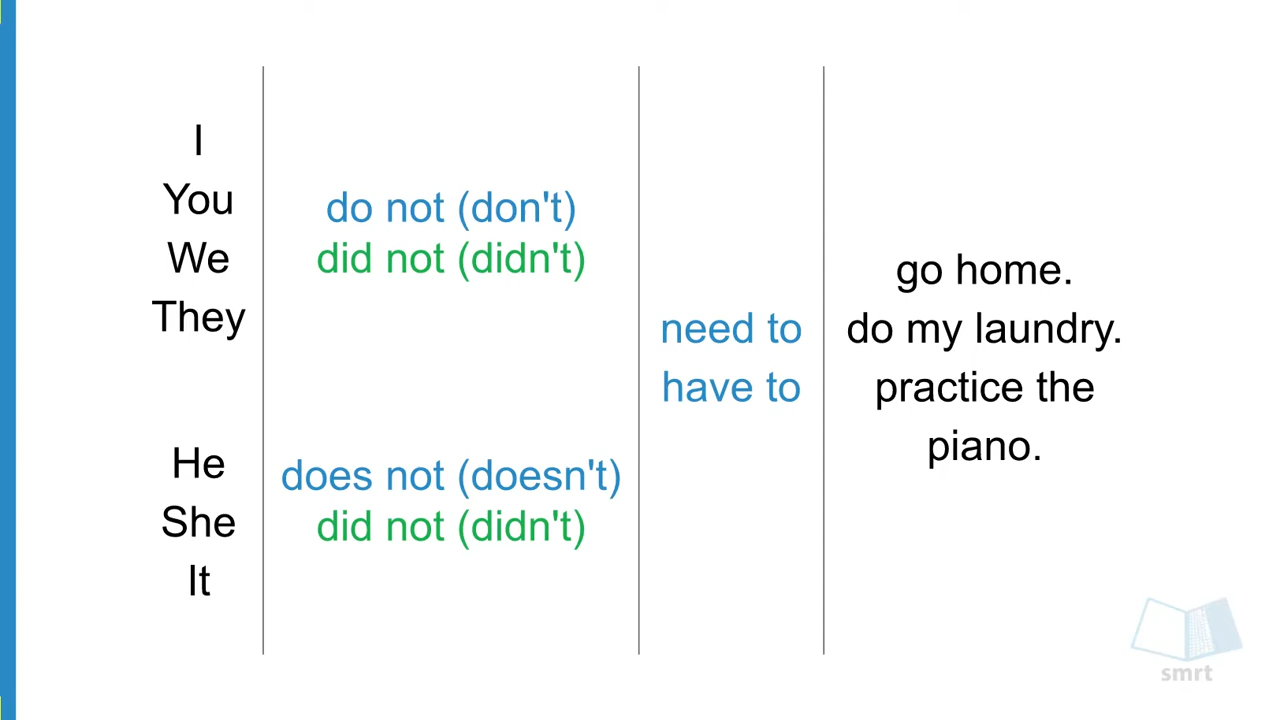 I
You
We
They
do not (don't)
did not (didn't)
He
She
It
does not (doesn't)
did not (didn't)
need to
have to
go home.
do my laundry.
practice the
piano.
smrt